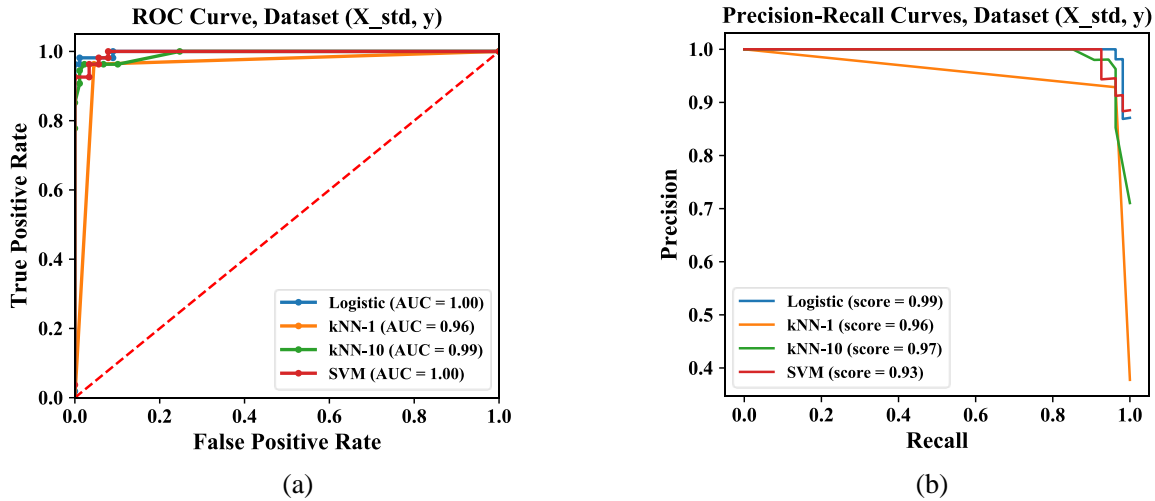 ROC Curve, Dataset (X_std, y)
True Positive Rate
1.0
0.8
0.6
0.4
0.2
0.0
Logistic (AUC = 1.00)
kNN-1 (AUC = 0.96)
kNN-10 (AUC = 0.99)
SVM (AUC = 1.00)
0.0 0.2 0.4 0.6 0.8 1.0
False Positive Rate
(a)
Precision-Recall Curves, Dataset (X_std, y)
Precision
1.0
0.9
0.8
0.7
0.6
0.5
0.4
Logistic (score = 0.99)
kNN-1 (score = 0.96)
kNN-10 (score = 0.97)
SVM (score = 0.93)
0.0 0.2 0.4 0.6 0.8 1.0
Recall
(b)